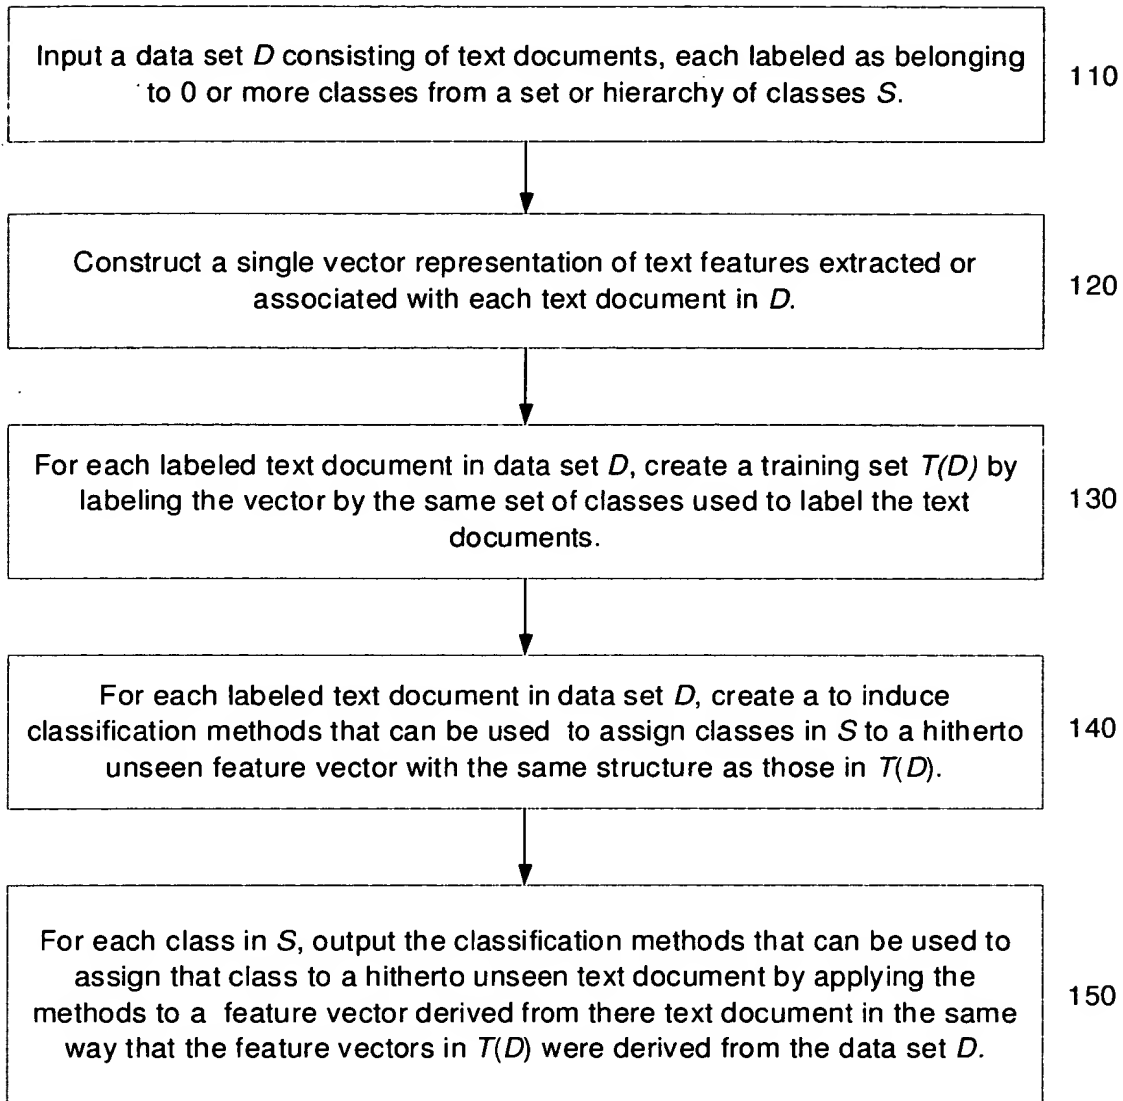 Input a data set D consisting of text documents, each labeled as belonging
to 0 or more classes from a set or hierarchy of classes S.
110
Construct a single vector representation of text features extracted or
associated with each text document in D.
120
For each labeled text document in data set D, create a training set T(D) by
labeling the vector by the same set of classes used to label the text
documents.
130
For each labeled text document in data set D, create a to induce
classification methods that can be used to assign classes in S to a hitherto
unseen feature vector with the same structure as those in T(D).
140
For each class in S, output the classification methods that can be used to
assign that class to a hitherto unseen text document by applying the
methods to a feature vector derived from there text document in the same
way that the feature vectors in T(D) were derived from the data set D.
150